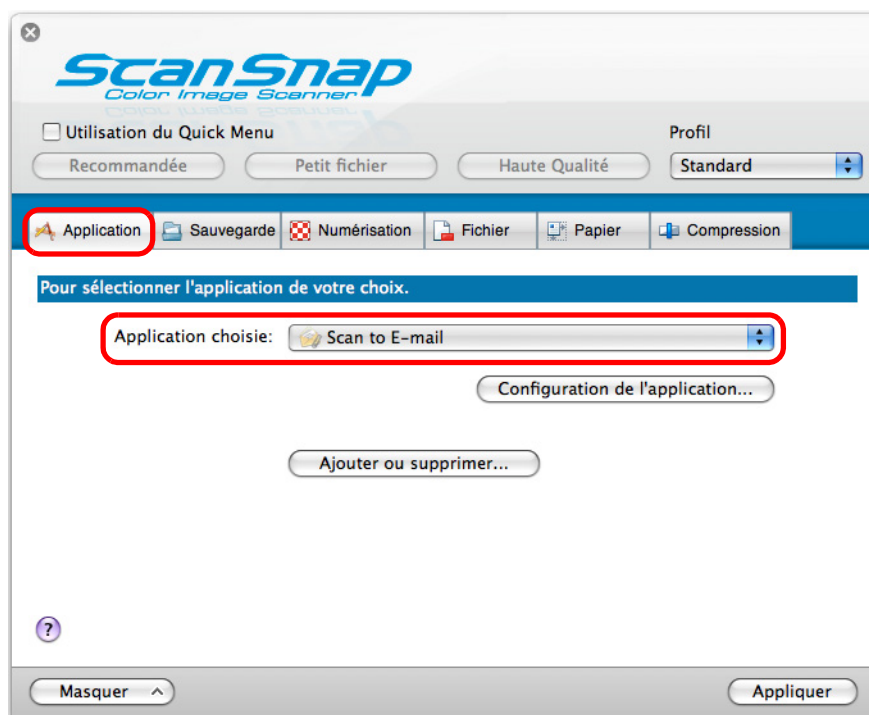 ScanSnap
Color Image Scanner
Utilisation du Quick Menu
Profil
Recommandée Petit fichier Haute Qualité Standard
Application Sauvegarde Numérisation Fichier Papier Compression
Pour sélectionner l'application de votre choix.
Application choisie: Scan to E-mail
Configuration de l'application...
Ajouter ou supprimer...
?
Masquer Appliquer